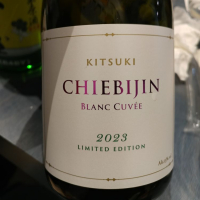 KITSUKI
CHIEBIJIN
BLANC CUVÉE
2023
LIMITED EDITION